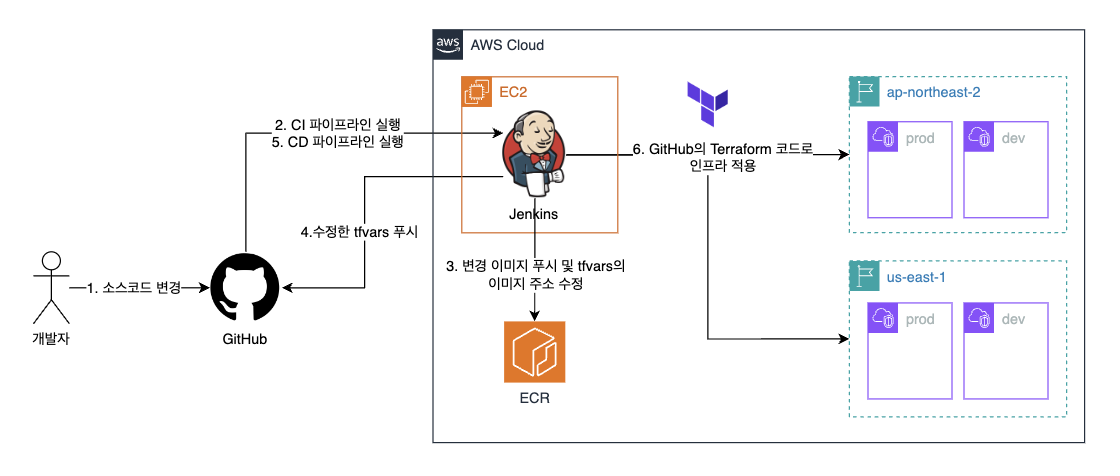 aws
AWS Cloud
EC2
ap-northeast-2
prod
dev
2. CI 파이프라인 실행
5. CD 파이프라인 실행
6. GitHub의 Terraform 코드로
인프라 적용
Jenkins
4.수정한 tfvars 푸시
3. 변경 이미지 푸시 및 tfvars의
이미지 주소 수정
us-east-1
prod
dev
1. 소스코드 변경
개발자
GitHub
ECR